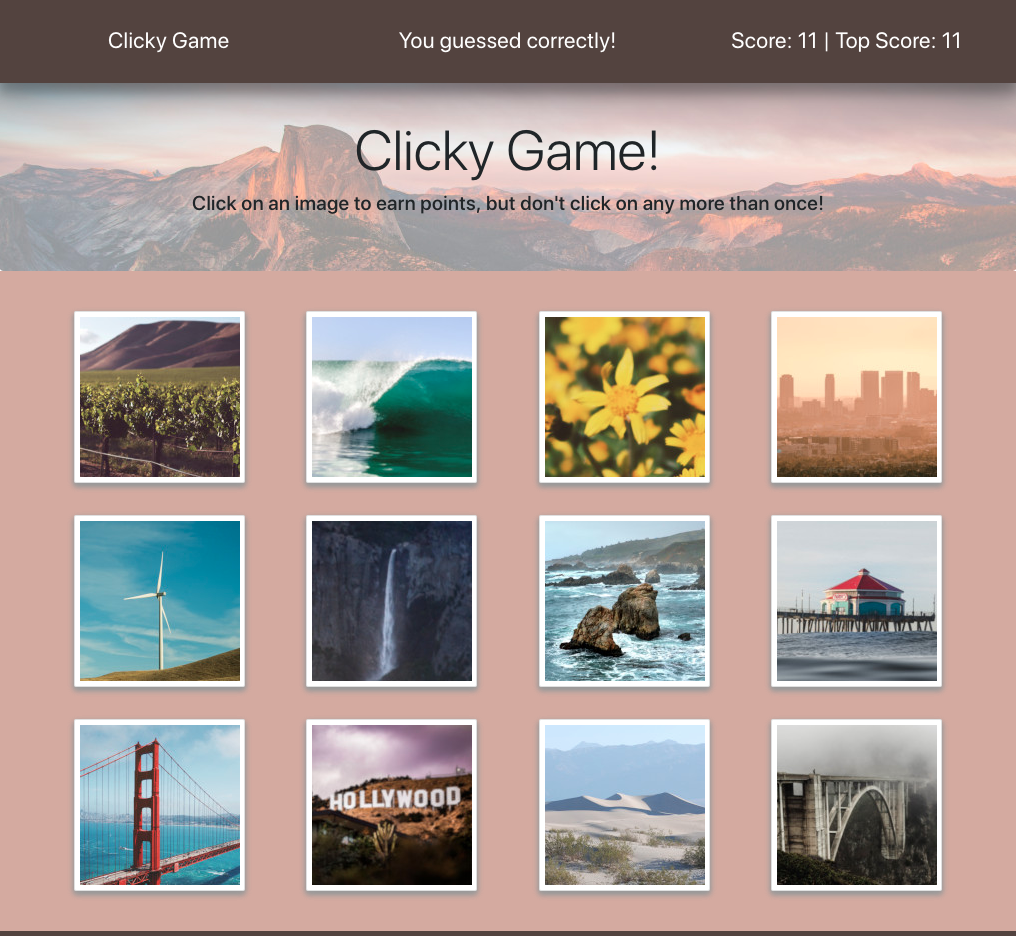 Clicky Game
You guessed correctly!
Score: 11 | Top Score: 11
Clicky Game!
Click on an image to earn points, but don't click on any more than once!
HOLLYWOOD